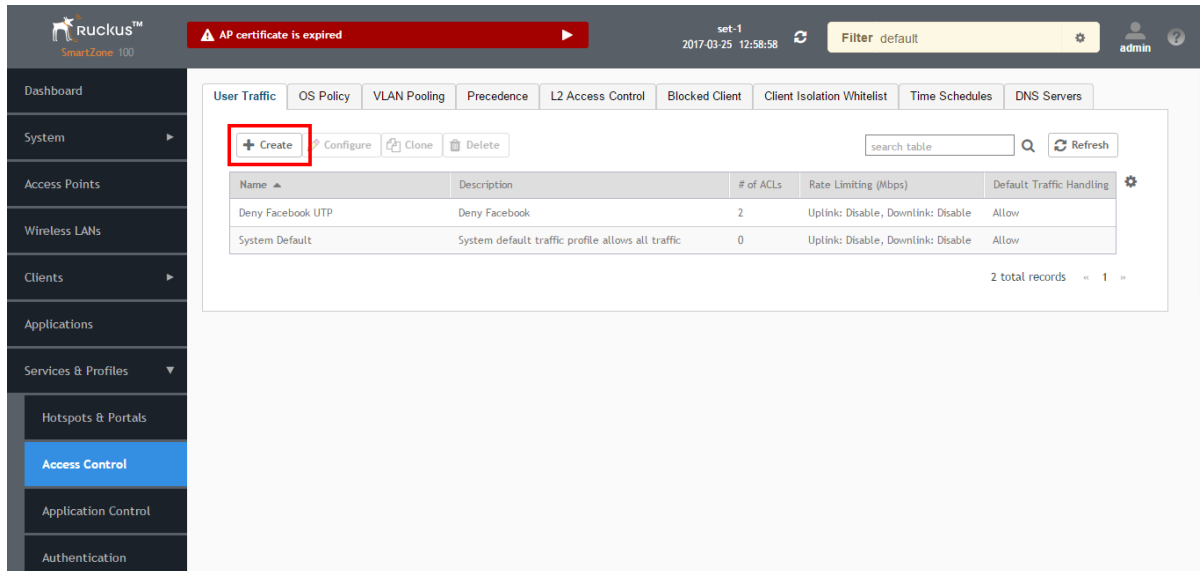 Ruckus™
SmartZone 100
AP certificate is expired
set-1
2017-03-25 12:58:58
Filter default
admin
?
Dashboard
System
Access Points
Wireless LANs
Clients
Applications
Services & Profiles
Hotspots & Portals
Access Control
Application Control
Authentication
User Traffic OS Policy VLAN Pooling Precedence L2 Access Control Blocked Client Client Isolation Whitelist Time Schedules DNS Servers
+ Create Configure Clone Delete search table Refresh
Name Description # of ACLs Rate Limiting (Mbps) Default Traffic Handling
Deny Facebook UTP Deny Facebook 2 Uplink: Disable, Downlink: Disable Allow
System Default System default traffic profile allows all traffic 0 Uplink: Disable, Downlink: Disable Allow
2 total records « 1 »